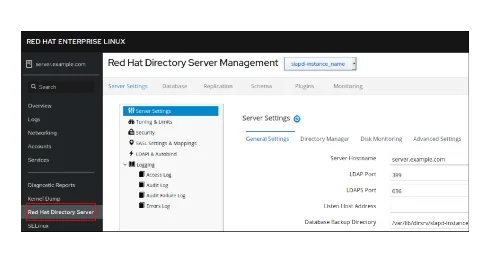 RED HAT ENTERPRISE LINUX
server.example.com
Red Hat Directory Server Management
slapd-instance_name
Search
Server Settings
Database
Replication
Schema
Plugins
Monitoring
Overview
Logs
Networking
Accounts
Services
Diagnostic Reports
Kernel Dump
Red Hat Directory Server
SELinux
Server Settings
Tuning & Limits
Security
SASL Settings & Mappings
LDAPI & Autobind
Logging
Access Log
Audit Log
Audit Failure Log
Errors Log
Server Settings
General Settings
Directory Manager
Disk Monitoring
Advanced Settings
Server Hostname
server.example.com
LDAP Port
389
LDAPS Port
636
Listen Host Address
Database Backup Directory
/var/lib/dirsrv/slapd-instance